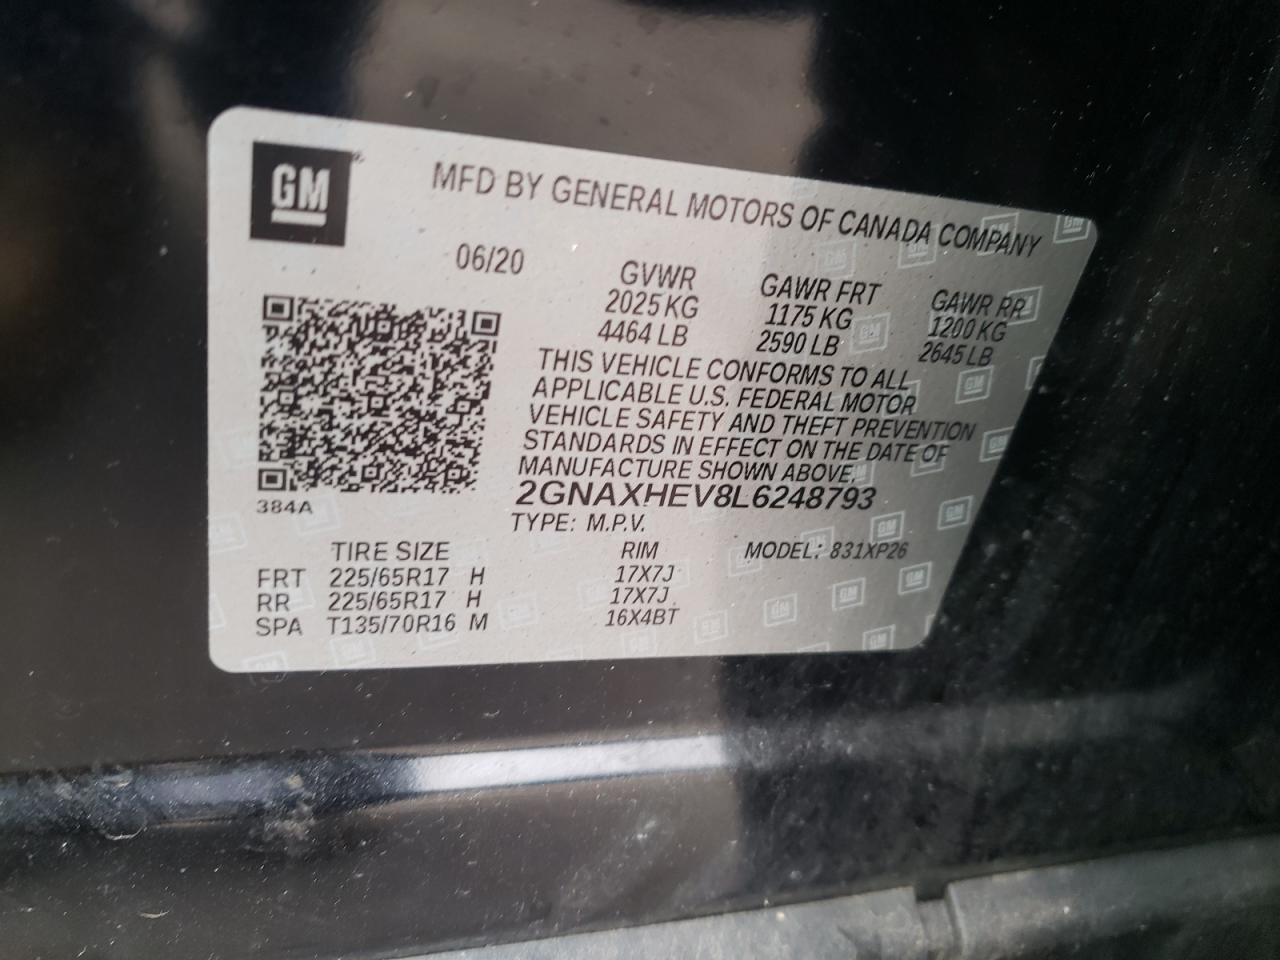 GM
MFD BY GENERAL MOTORS OF CANADA COMPANY
06/20
GVWR GAWR FRT GAWR RR
2025 KG 1175 KG 1200 KG
4464 LB 2590 LB 2645 LB
THIS VEHICLE CONFORMS TO ALL
APPLICABLE U.S. FEDERAL MOTOR
VEHICLE SAFETY AND THEFT PREVENTION
STANDARDS IN EFFECT ON THE DATE OF
MANUFACTURE SHOWN ABOVE.
2GNAXHEV8L6248793
384A
TYPE: M.P.V.
TIRE SIZE RIM MODEL: 831XP26
FRT 225/65R17 H 17X7J
RR 225/65R17 H 17X7J
SPA T135/70R16 M 16X4BT